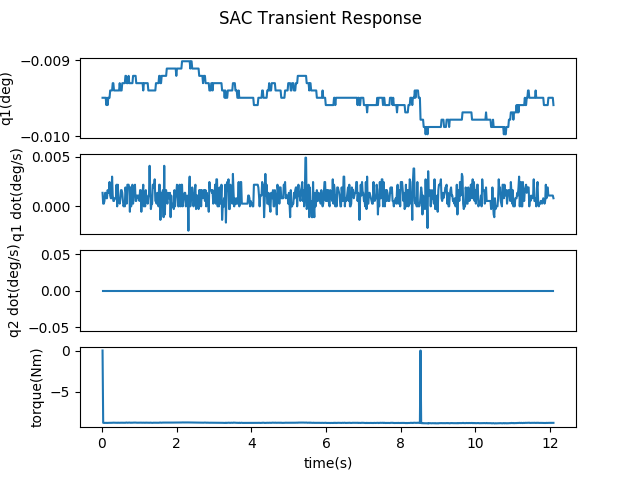 SAC Transient Response
q1(deg)
−0.009
−0.010
q1 dot(deg/s)
0.005
0.000
q2 dot(deg/s)
0.05
0.00
−0.05
torque(Nm)
0
−5
0 2 4 6 8 10 12
time(s)